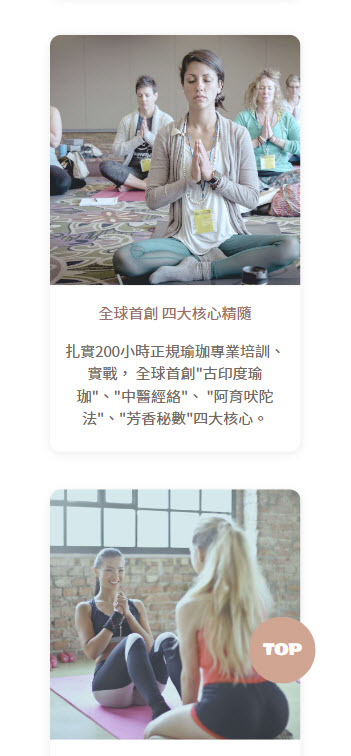 全球首創 四大核心精隨
扎實200小時正規瑜珈專業培訓、
實戰， 全球首創"古印度瑜
珈"、"中醫經絡"、 "阿育吠陀
法"、"芳香秘數"四大核心。
TOP